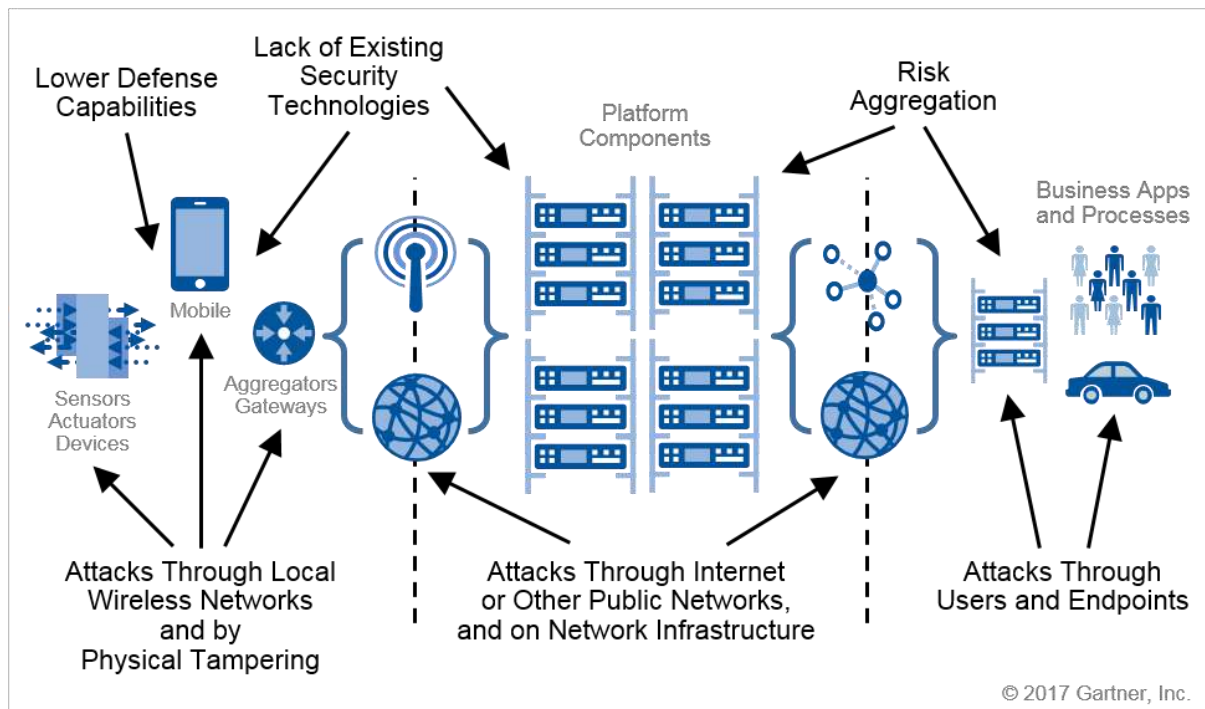 Lower Defense
Capabilities
Lack of Existing
Security
Technologies
Platform
Components
Risk
Aggregation
Business Apps
and Processes
Mobile
Sensors
Actuators
Devices
Aggregators
Gateways
Attacks Through Local
Wireless Networks
and by
Physical Tampering
Attacks Through Internet
or Other Public Networks,
and on Network Infrastructure
Attacks Through
Users and Endpoints
© 2017 Gartner, Inc.